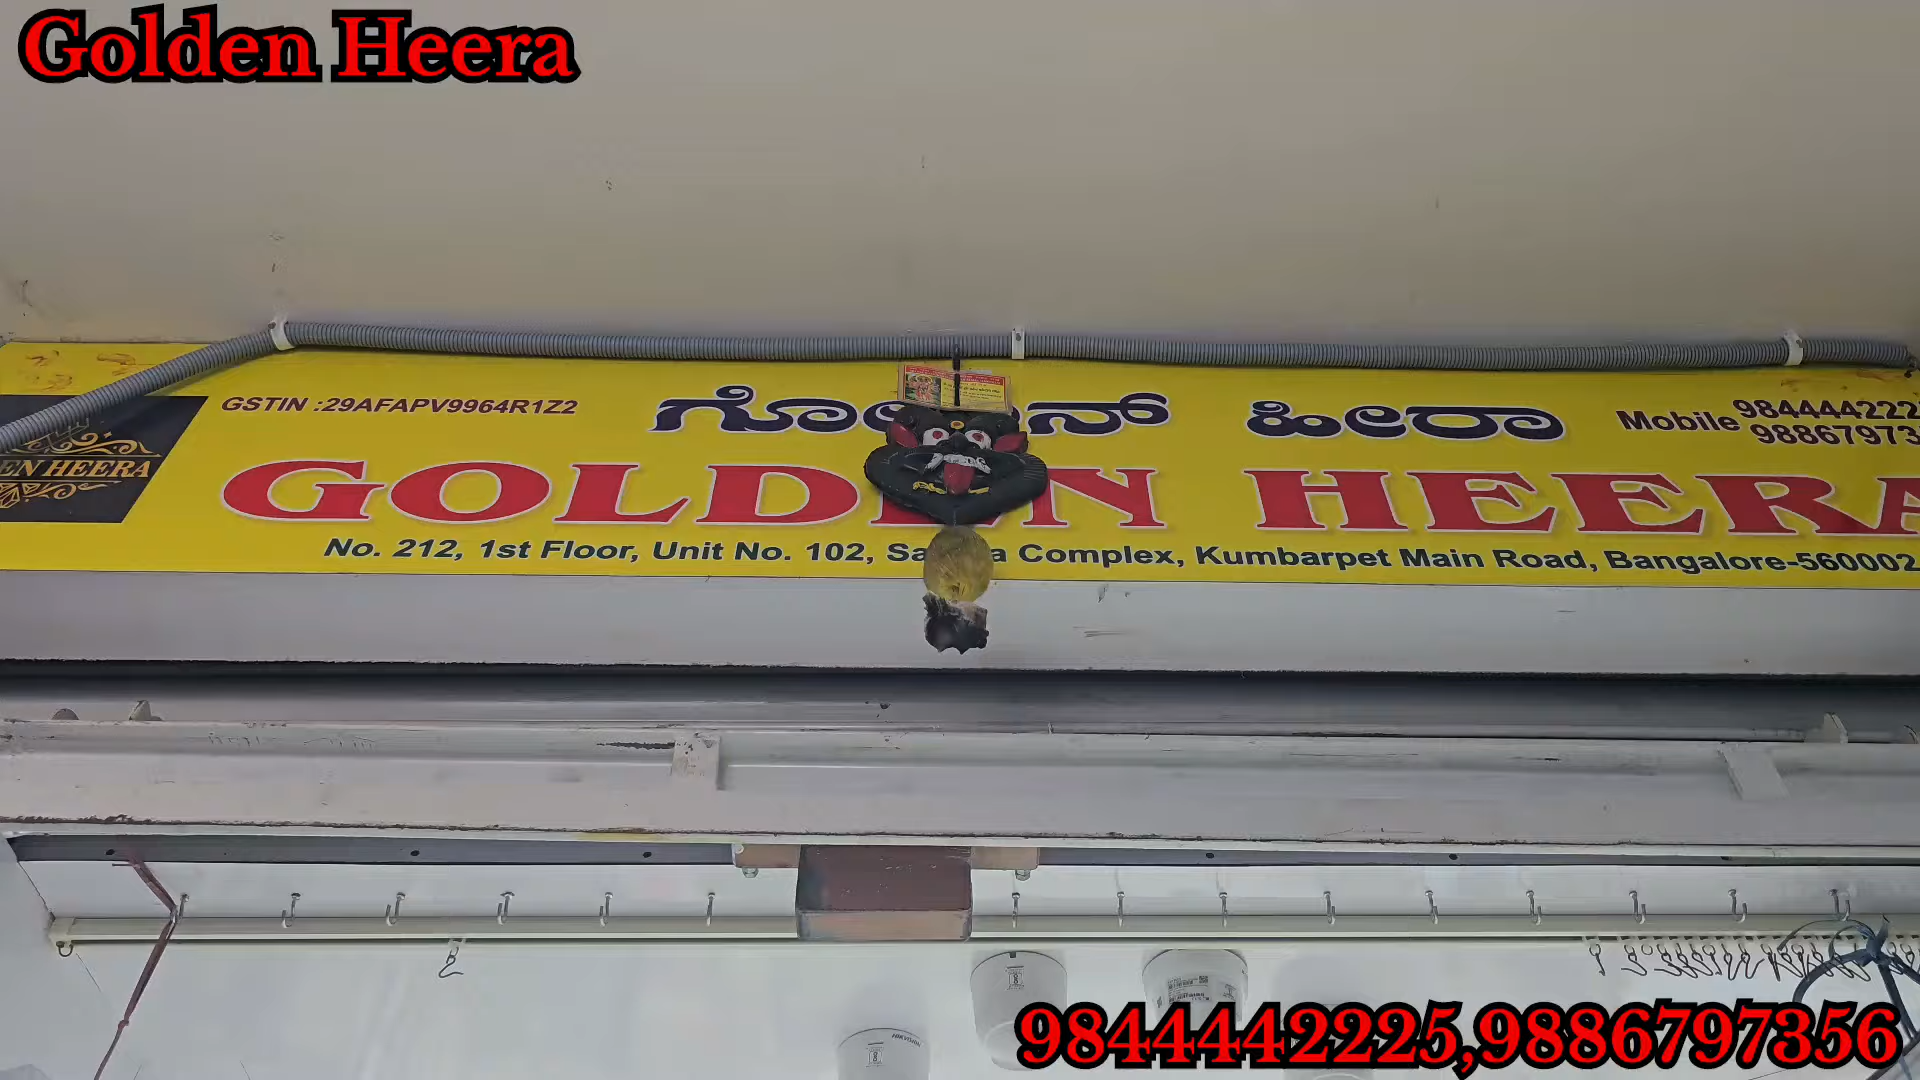 Golden Heera
GSTIN :29AFAPV9964R1Z2
ಹೀರಾ
Mobile
EN HEERA
GOLDEN HEERA
No. 212, 1st Floor, Unit No. 102, Complex, Kumbarpet Main Road, Bangalore-560002
9844442225,9886797356